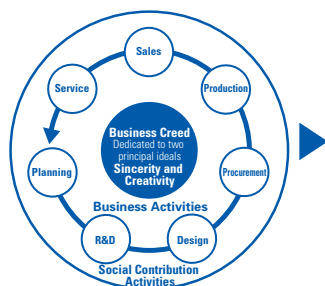 Sales
Service
Production
Business Creed
Dedicated to two
principal ideals
Sincerity and
Creativity
Planning
Procurement
Business Activities
R&D
Design
Social Contribution
Activities